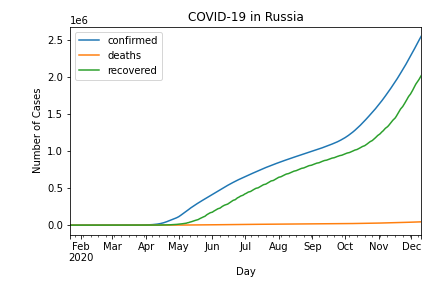 COVID-19 in Russia
1e6
confirmed
deaths
recovered
2.5
2.0
1.5
1.0
0.5
0.0
Number of Cases
Feb Mar Apr May Jun Jul Aug Sep Oct Nov Dec
2020
Day